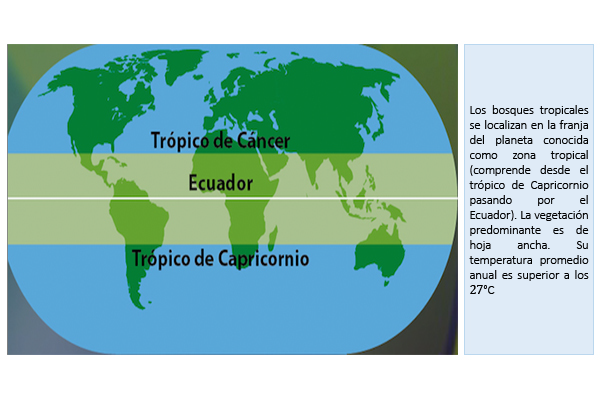 Trópico de Cáncer
Ecuador
Trópico de Capricornio
Los bosques tropicales
se localizan en la franja
del planeta conocida
como zona tropical
(comprende desde el
trópico de Capricornio
pasando por el
Ecuador). La vegetación
predominante es de
hoja ancha. Su
temperatura promedio
anual es superior a los
27°C